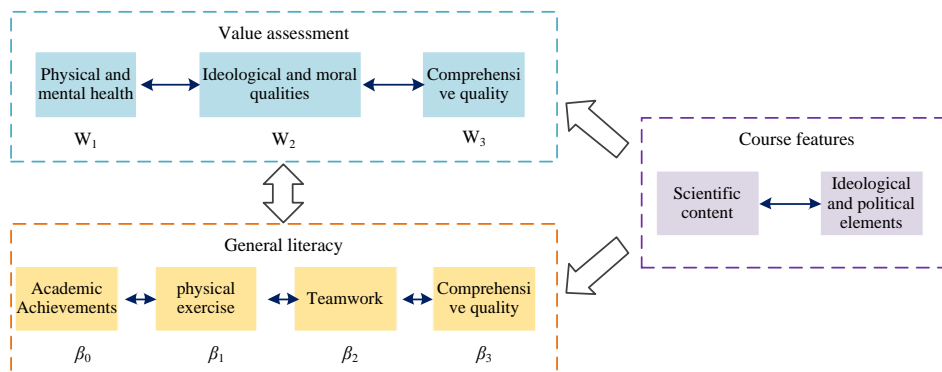 Value assessment
Physical and
mental health
Ideological and moral
qualities
Comprehensi
ve quality
W₁
W₂
W₃
Course features
Scientific
content
Ideological
and political
elements
General literacy
Academic
Achievements
physical
exercise
Teamwork
Comprehensi
ve quality
β₀
β₁
β₂
β₃